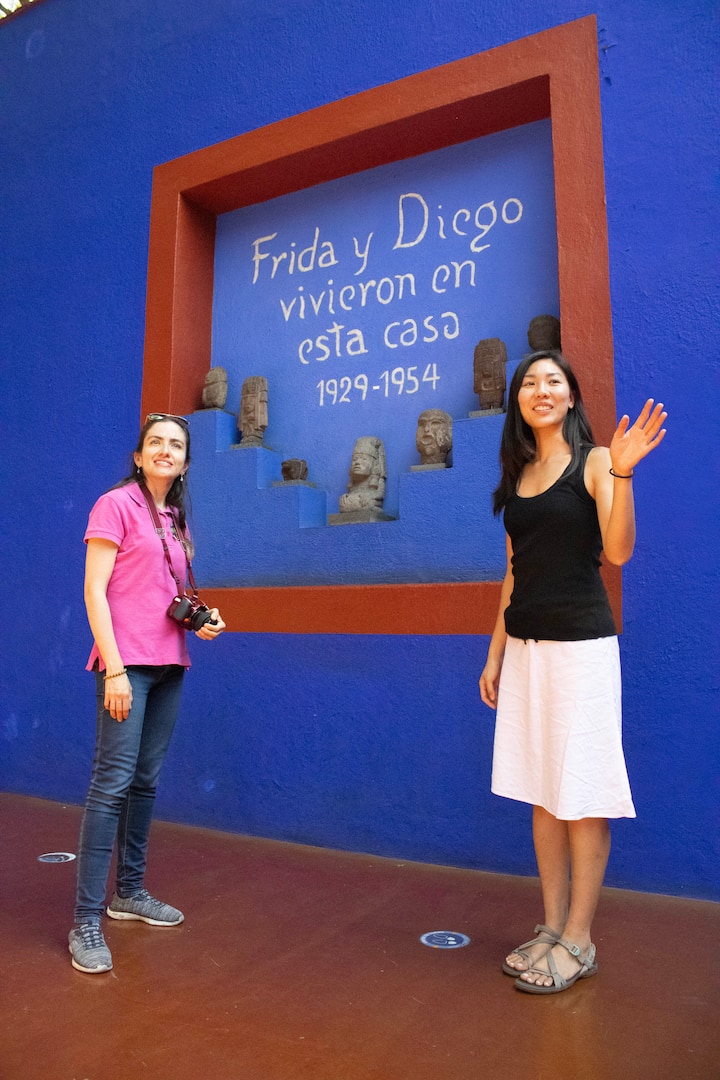 Frida y Diego
vivieron en
esta casa
1929-1954